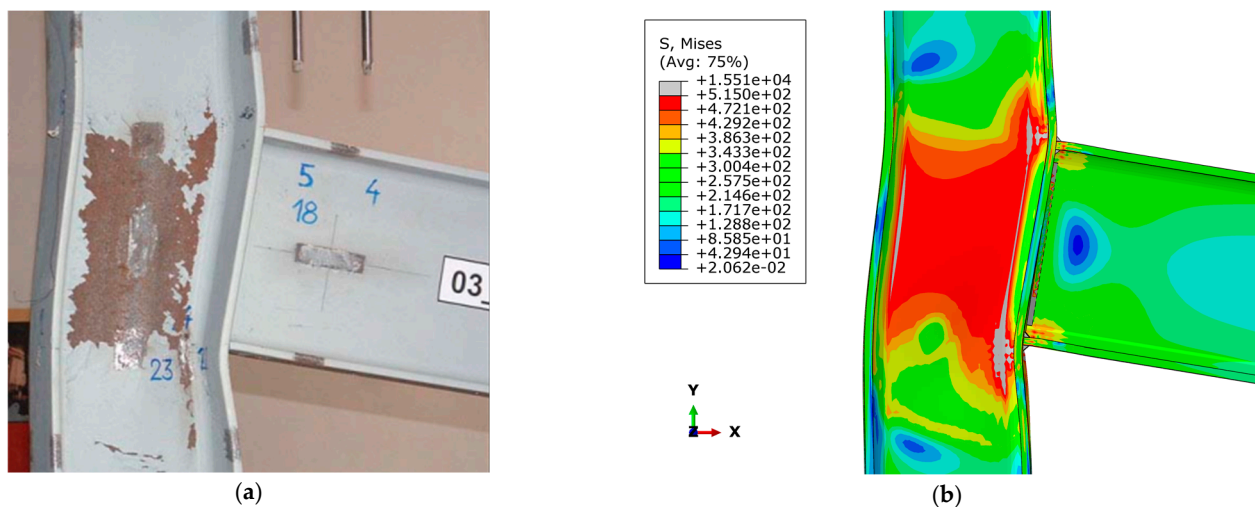 5 4
18
03_
23 1
S, Mises
(Avg: 75%)
+1.551e+04
+5.150e+02
+4.721e+02
+4.292e+02
+3.863e+02
+3.433e+02
+3.004e+02
+2.575e+02
+2.146e+02
+1.717e+02
+1.288e+02
+8.585e+01
+4.294e+01
+2.062e-02
Y
Z X
(a)
(b)